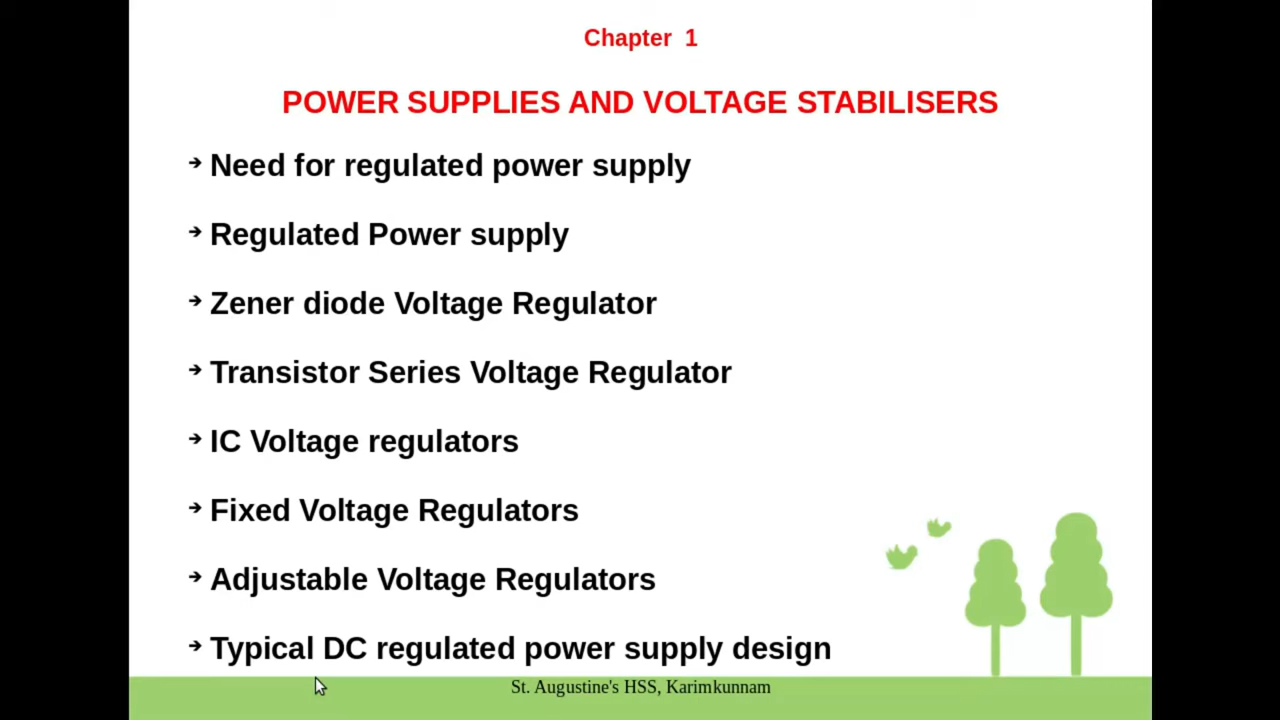 Chapter 1
POWER SUPPLIES AND VOLTAGE STABILISERS
➔ Need for regulated power supply
➔ Regulated Power supply
➔ Zener diode Voltage Regulator
➔ Transistor Series Voltage Regulator
➔ IC Voltage regulators
➔ Fixed Voltage Regulators
➔ Adjustable Voltage Regulators
➔ Typical DC regulated power supply design
St. Augustine's HSS, Karimkunnam